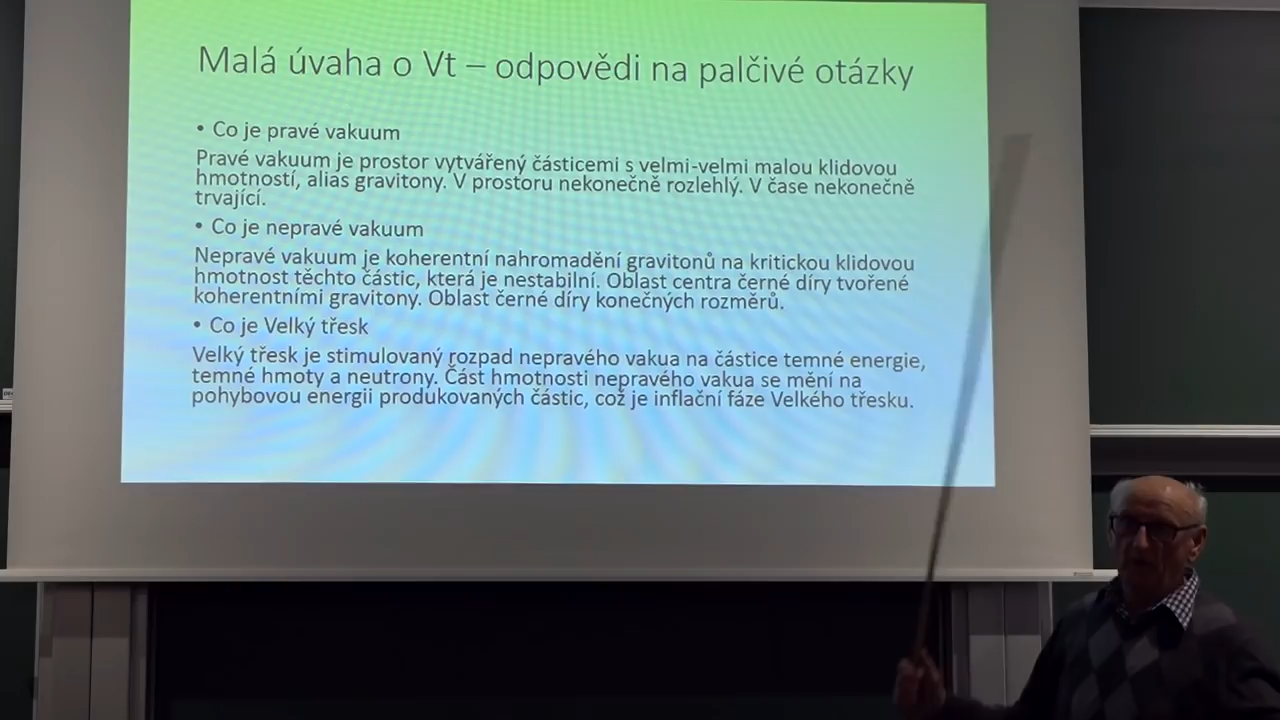 Malá úvaha o Vt – odpovědi na palčivé otázky
• Co je pravé vakuum
Pravé vakuum je prostor vytvářený částicemi s velmi-velmi malou klidovou
hmotností, alias gravitony. V prostoru nekonečně rozlehlý. V čase nekonečně
trvající.
• Co je nepravé vakuum
Nepravé vakuum je koherentní nahromadění gravitonů na kritickou klidovou
hmotnost těchto částic, která je nestabilní. Oblast centra černé díry tvořené
koherentními gravitony. Oblast černé díry konečných rozměrů.
• Co je Velký třesk
Velký třesk je stimulovaný rozpad nepravého vakua na částice temné energie,
temné hmoty a neutrony. Část hmotnosti nepravého vakua se mění na
pohybovou energii produkovaných částic, což je inflační fáze Velkého třesku.